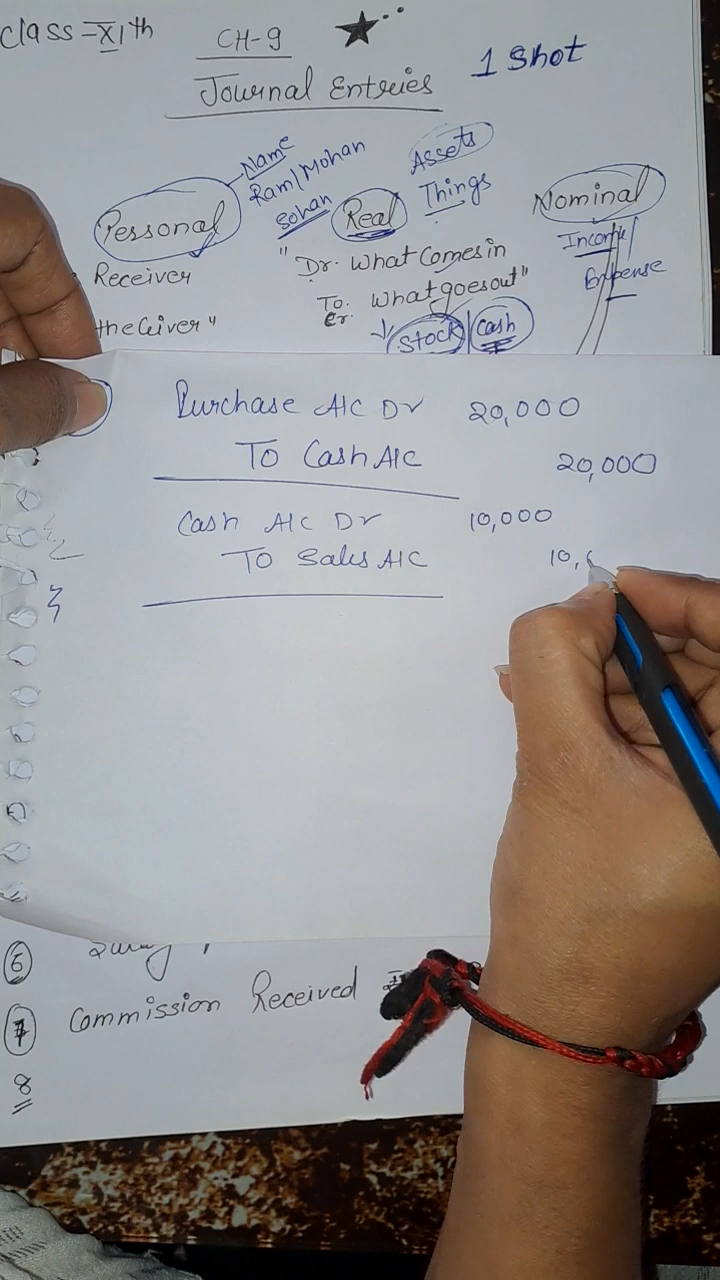 Class = XIth
CH-9
1 Shot
Journal Entries
Name
Ram/Mohan
Sohan
Assets
Things
Personal
Real
Nominal
Receiver
the Giver"
" Dr. What Comes in
To. What goes out"
Cr.
Stock | Cash
Income/
Expense
Purchase A/C Dr 20,000
To Cash A/C 20,000
Cash A/C Dr 10,000
To Sales A/C 10,
6
7 Commission Received
8